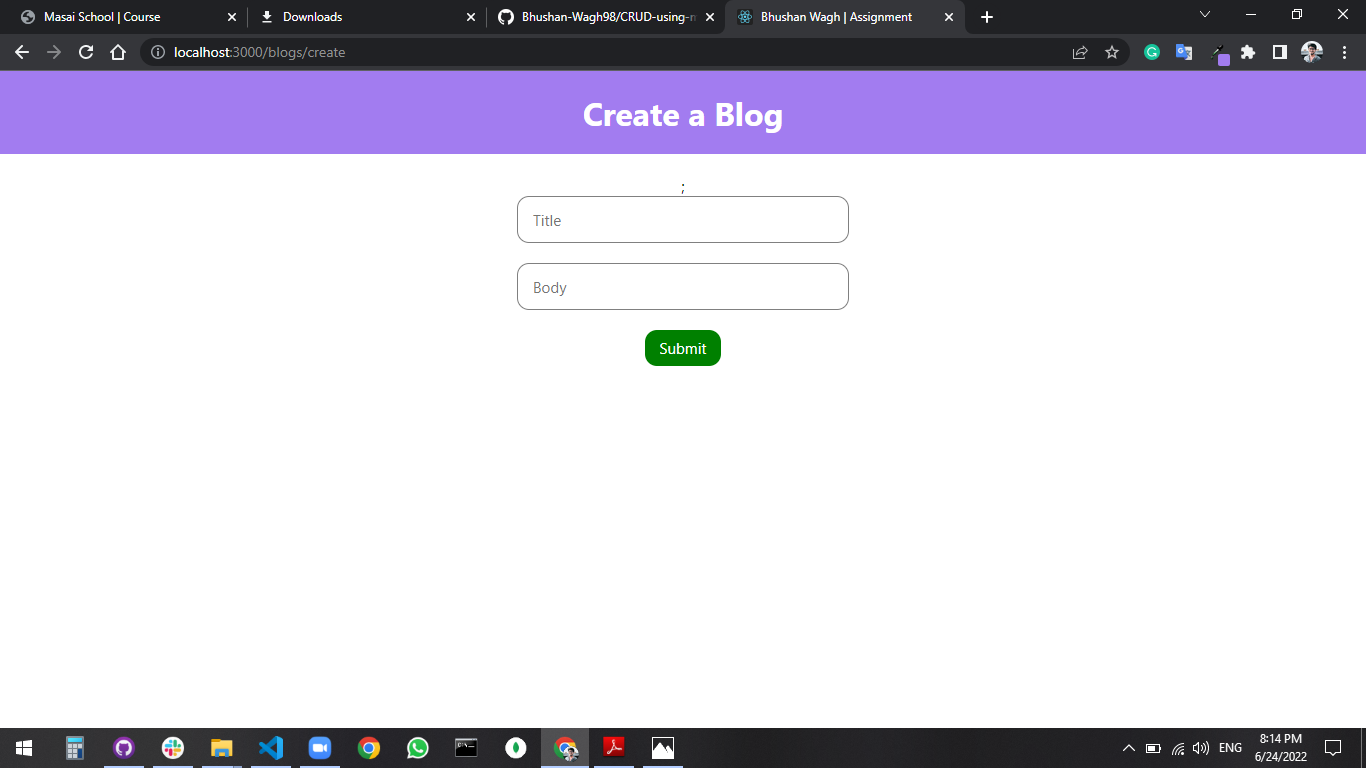 Masai School | Course
Downloads
Bhushan-Wagh98/CRUD-using-m
Bhushan Wagh | Assignment
localhost:3000/blogs/create
Create a Blog
;
Title
Body
Submit
ENG
8:14 PM
6/24/2022